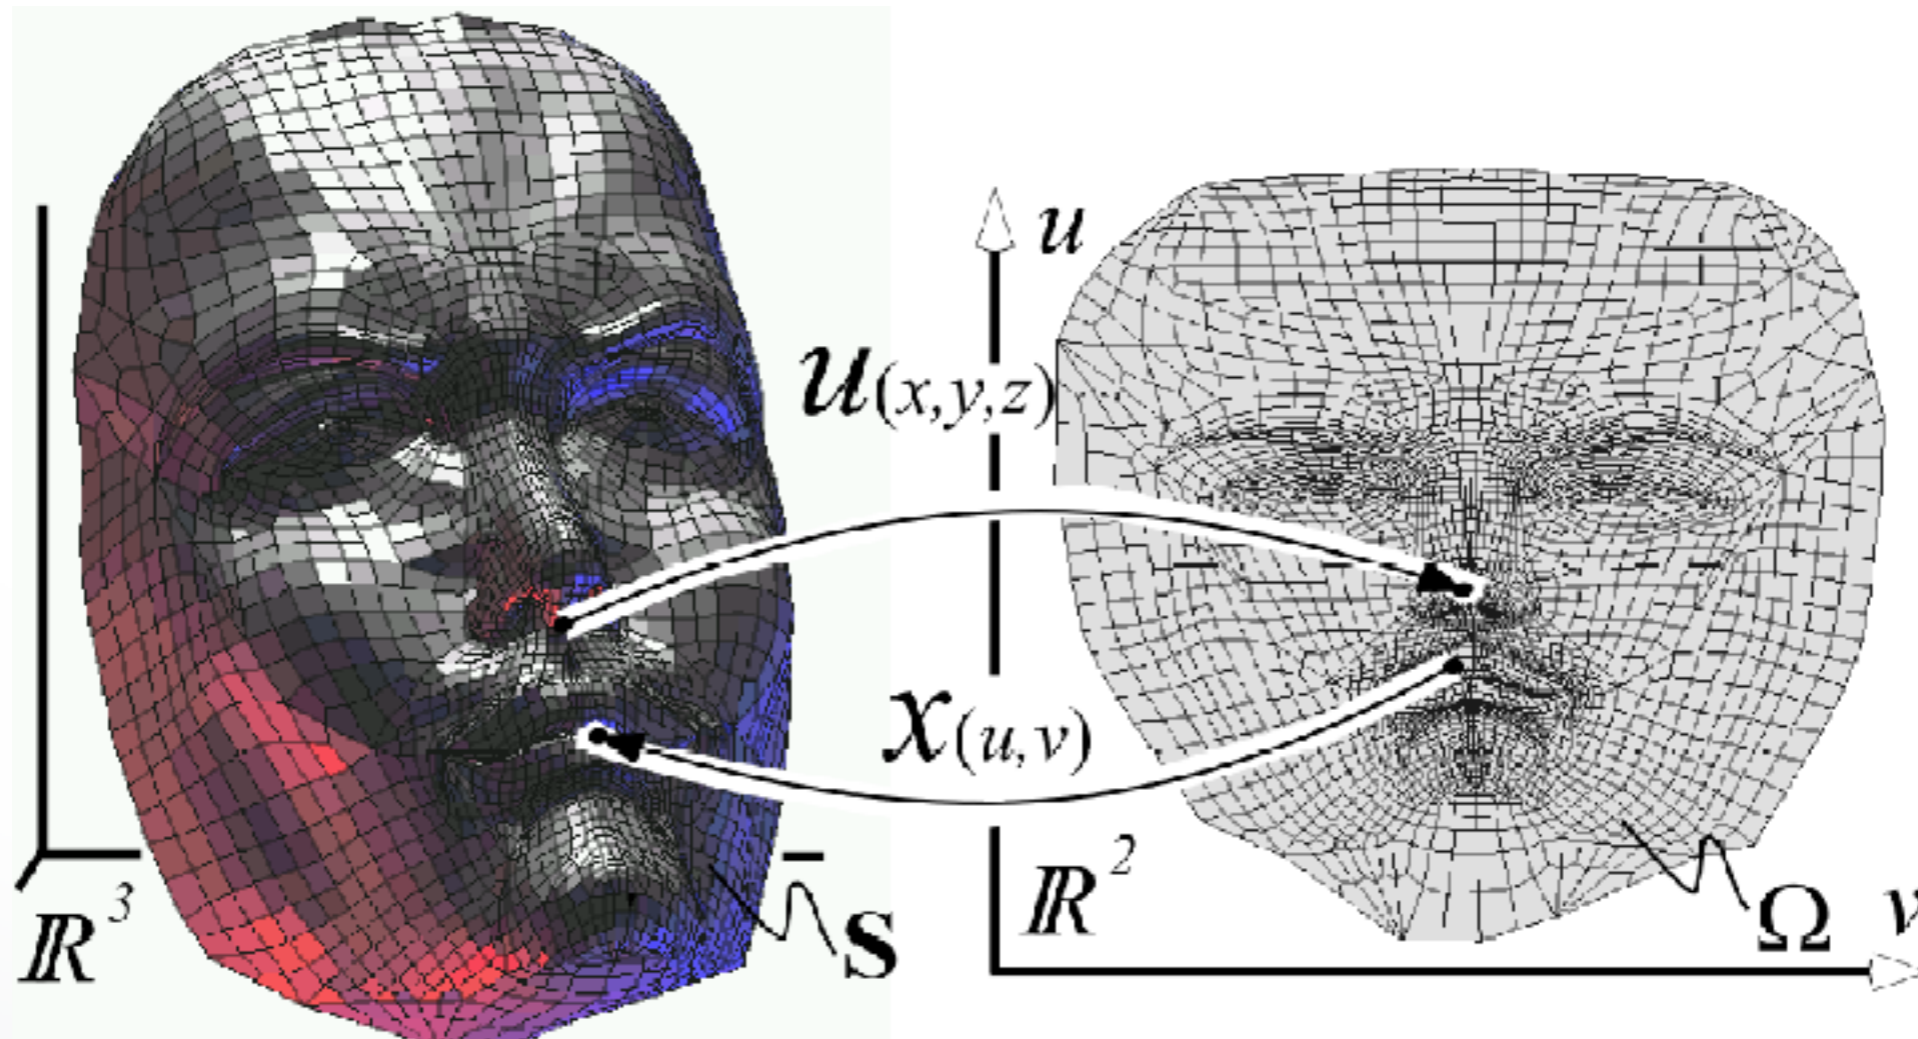 u
𝒰(x,y,z)
𝒳(u,v)
ℝ³
S
ℝ²
Ω
v